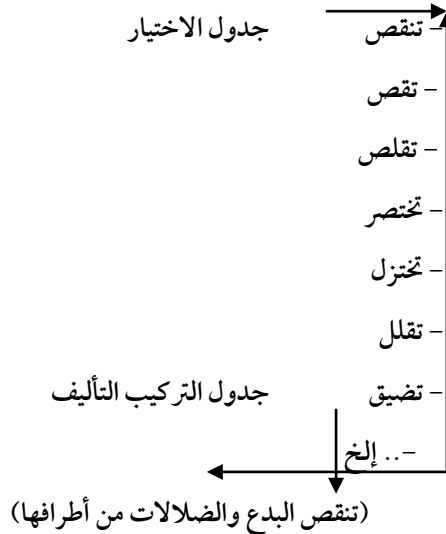 – تنقص جدول الاختيار
– تقص
– تقلص
– تختصر
– تختزل
– تقلل
– تضيق جدول التركيب التأليف
–.. إلخ
(تنقص البدع والضلالات من أطرافها)